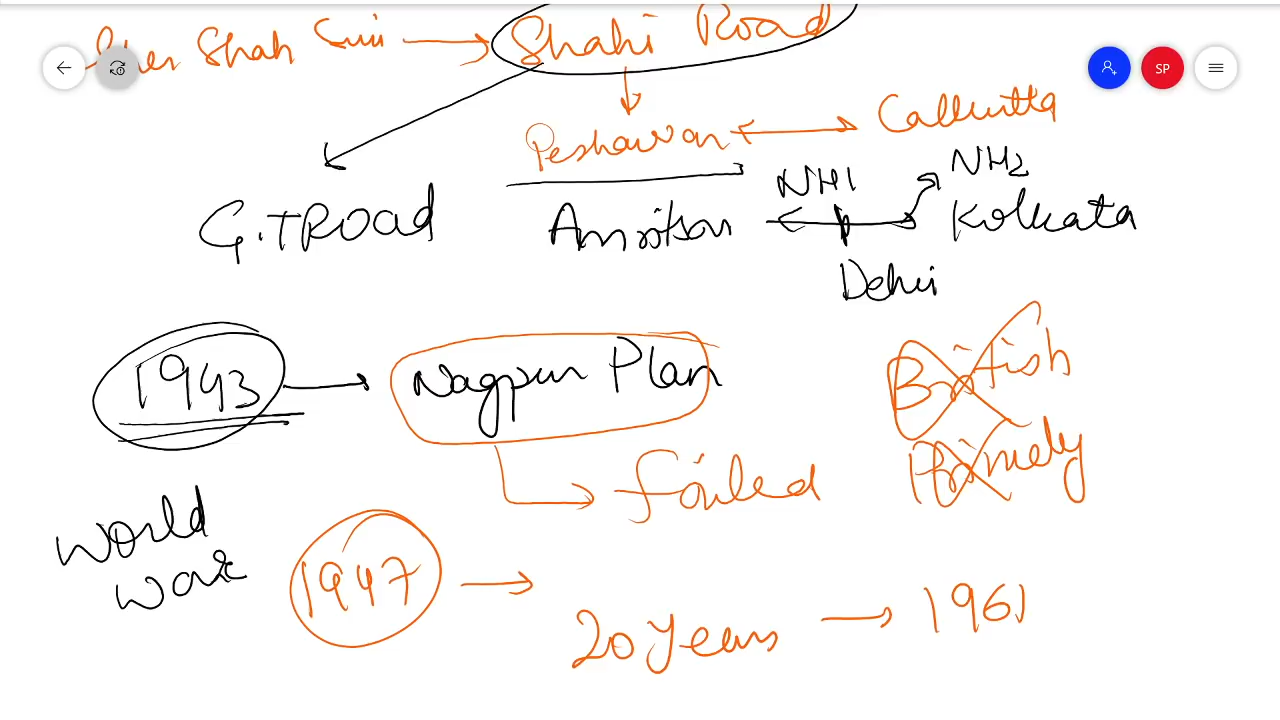 Sher Shah Suri → Shahi Road
SP
Peshawar ↔ Calcutta
NH1 NH2
G.T ROAD Amritsar Kolkata
Delhi
1943 → Nagpur Plan British
Failed
World 1947 →
war
20 years → 1961